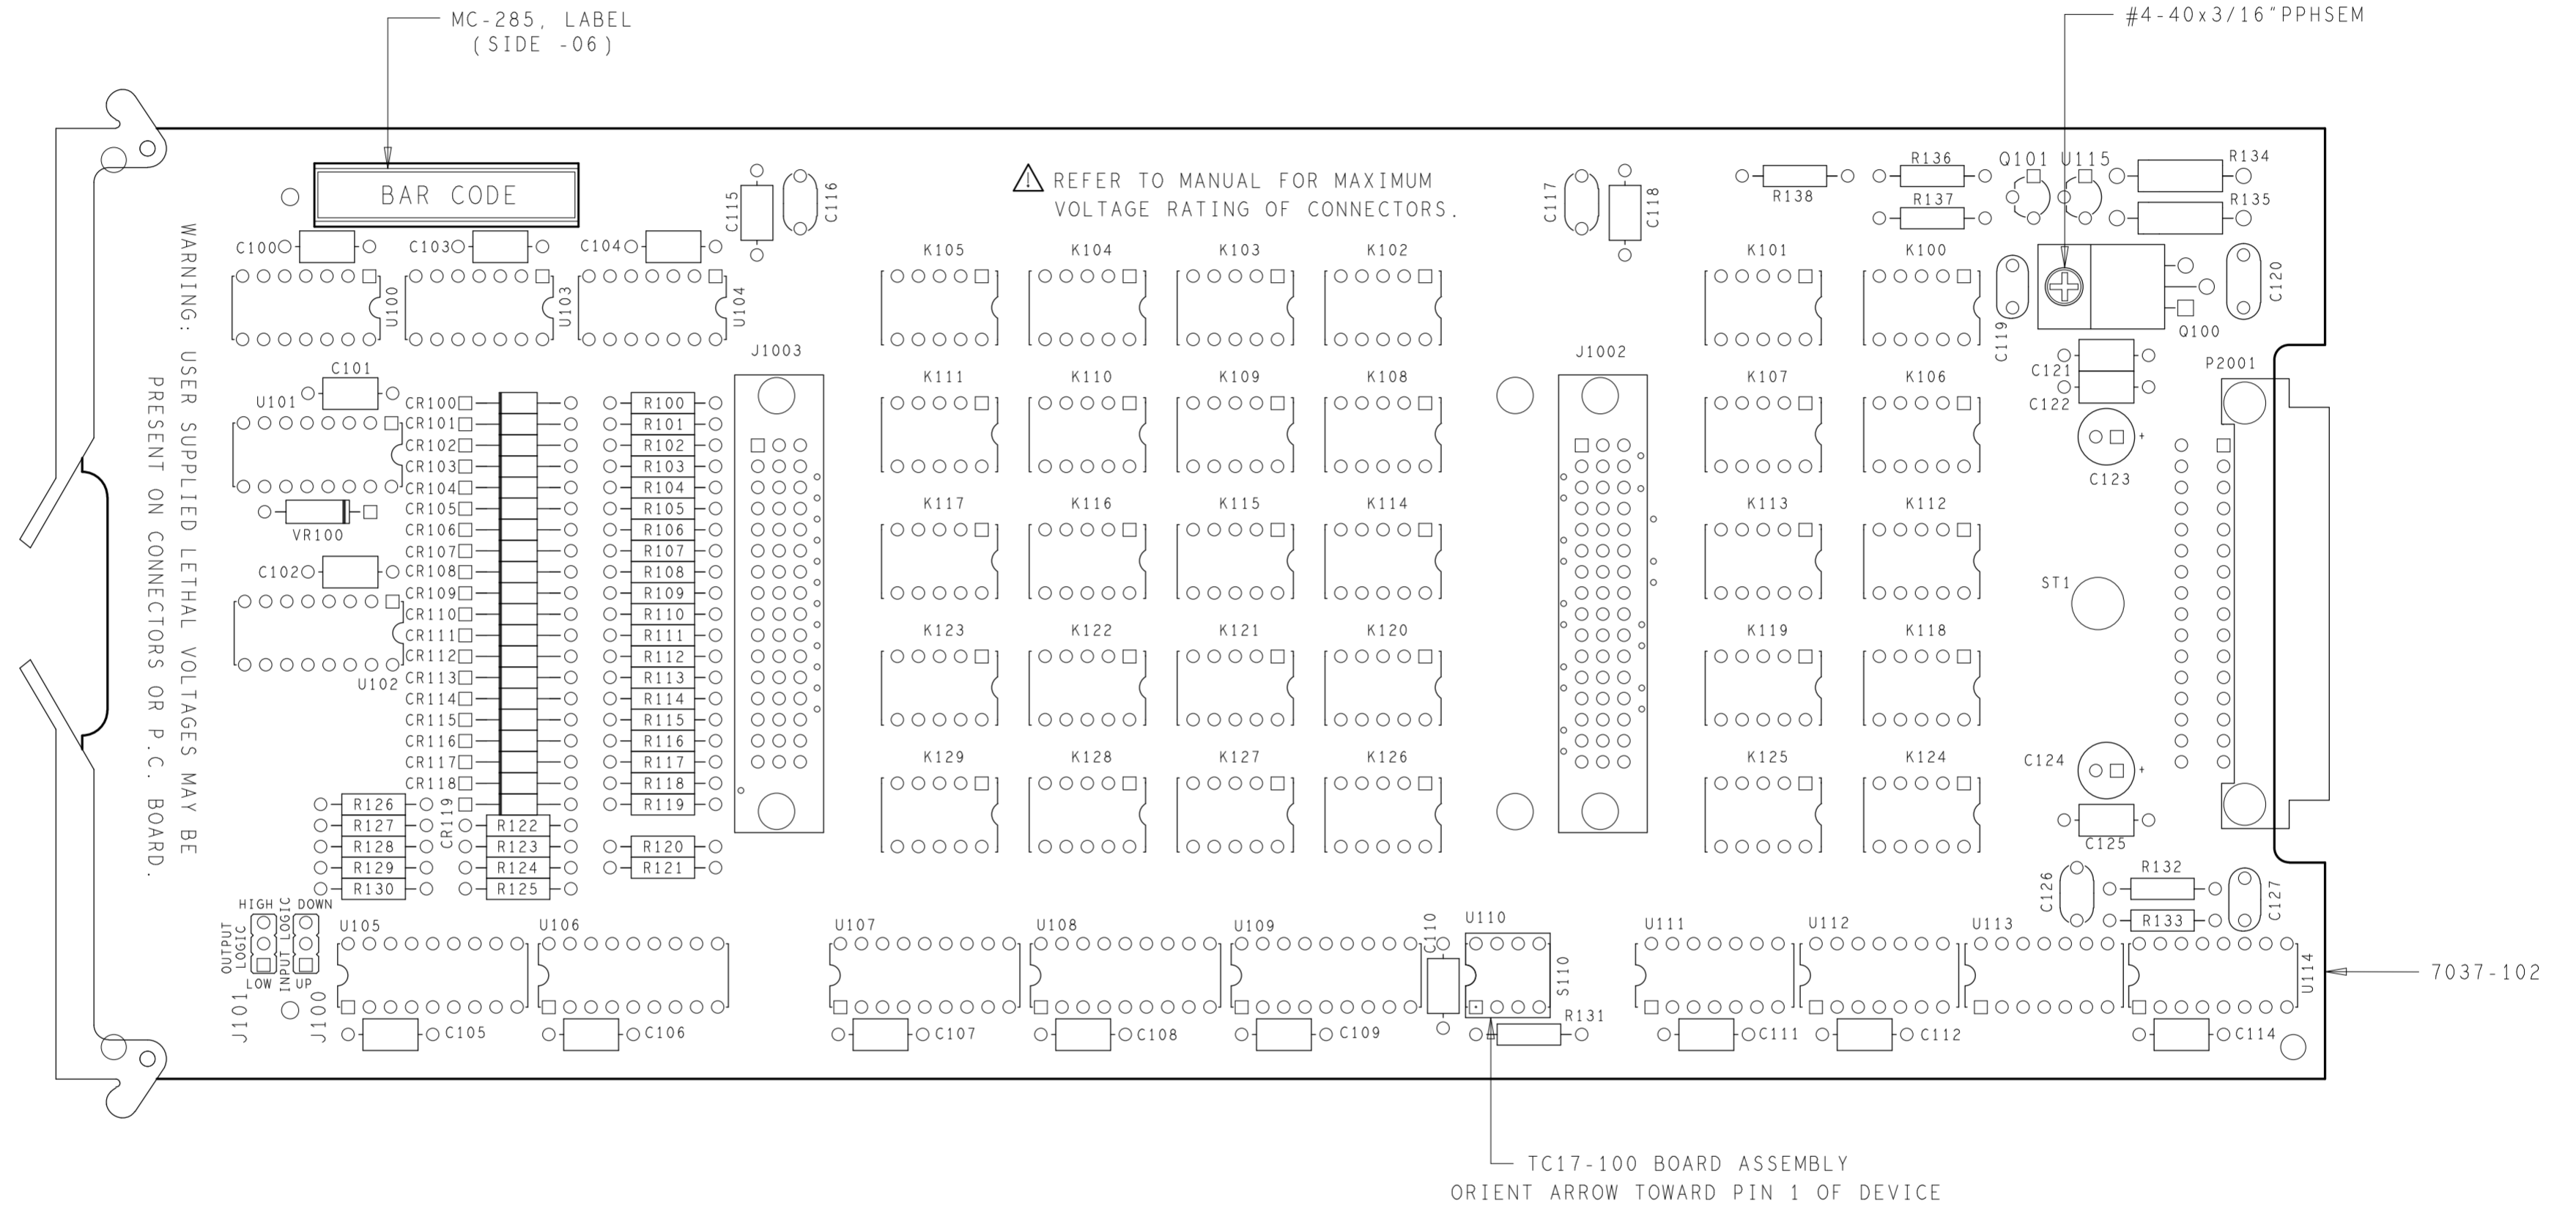 MC-285, LABEL
(SIDE -06)
#4-40x3/16"PPHSEM
BAR CODE
REFER TO MANUAL FOR MAXIMUM
VOLTAGE RATING OF CONNECTORS.
WARNING: USER SUPPLIED LETHAL VOLTAGES MAY BE
PRESENT ON CONNECTORS OR P.C. BOARD.
C115
C116
C117
C118
R138
R136
R137
Q101
U115
R134
R135
C100
C103
C104
U100
U103
U104
K105
K104
K103
K102
K101
K100
C119
C120
Q100
J1003
J1002
C121
C122
P2001
C101
U101
K111
K110
K109
K108
K107
K106
CR100
R100
CR101
R101
CR102
R102
CR103
R103
CR104
R104
CR105
R105
CR106
R106
CR107
R107
CR108
R108
CR109
R109
CR110
R110
CR111
R111
CR112
R112
CR113
R113
CR114
R114
CR115
R115
CR116
R116
CR117
R117
CR118
R118
CR119
R119
C123
VR100
K117
K116
K115
K114
K113
K112
C102
ST1
U102
K123
K122
K121
K120
K119
K118
K129
K128
K127
K126
K125
K124
C124
C125
R126
R127
R128
R129
R130
R122
R123
R124
R125
R120
R121
C126
R132
R133
C127
HIGH
DOWN
OUTPUT
LOGIC
INPUT LOGIC
LOW
UP
J101
J100
U105
U106
U107
U108
U109
C110
U110
S110
R131
U111
U112
U113
U114
7037-102
C105
C106
C107
C108
C109
C111
C112
C114
TC17-100 BOARD ASSEMBLY
ORIENT ARROW TOWARD PIN 1 OF DEVICE